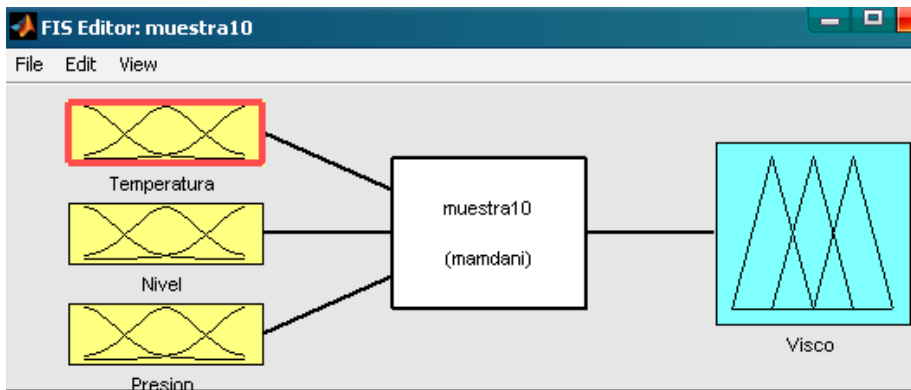 FIS Editor: muestra10
File Edit View
Temperatura
Nivel
Presion
muestra10
(mamdani)
Visco